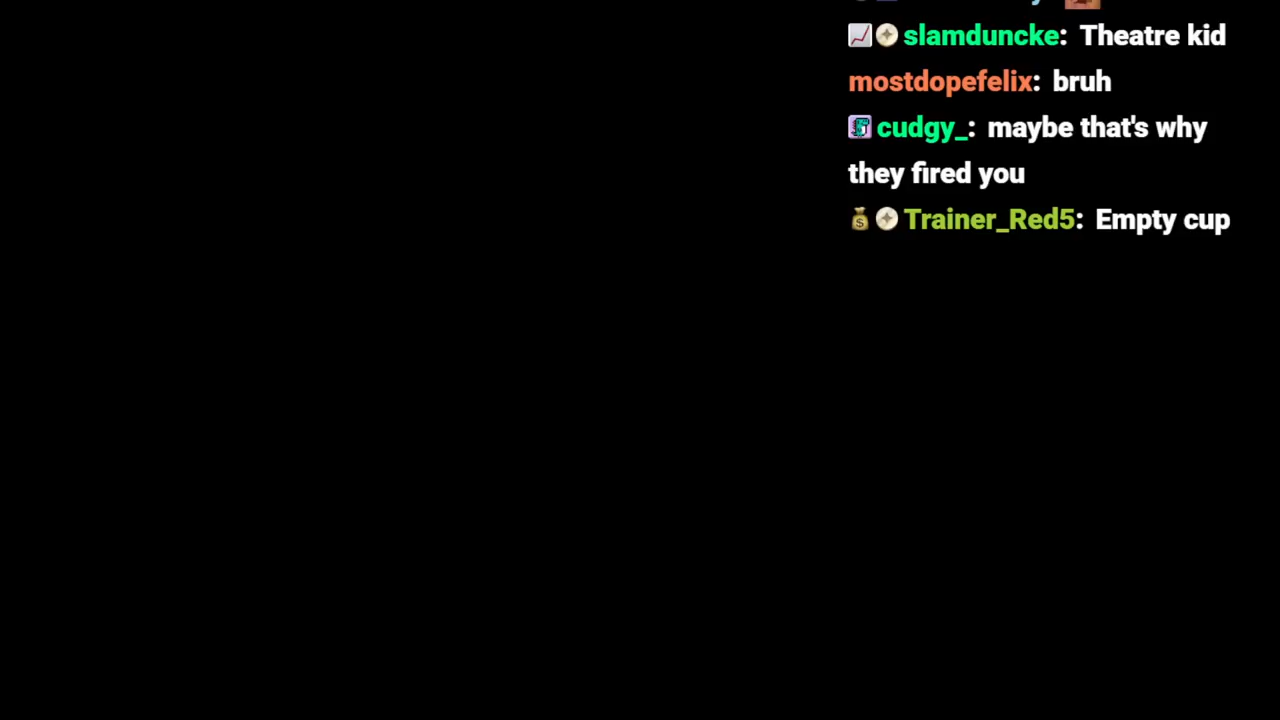 slamduncke: Theatre kid
mostdopefelix: bruh
cudgy_: maybe that's why
they fired you
Trainer_Red5: Empty cup